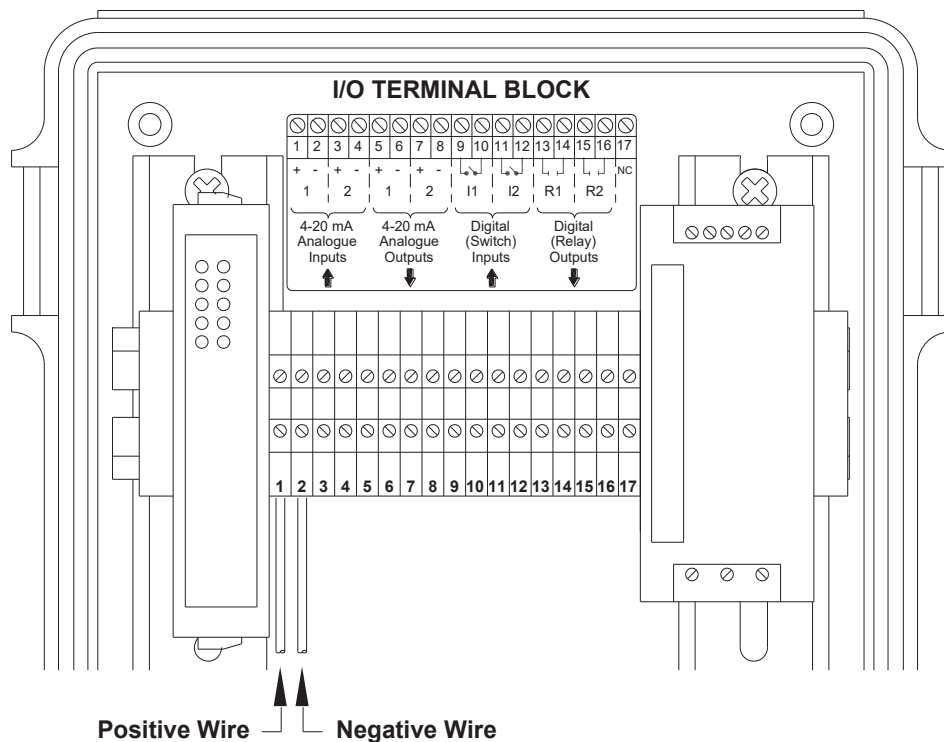 I/O TERMINAL BLOCK
1 2 3 4 5 6 7 8 9 10 11 12 13 14 15 16 17
+ - + - + - + - NC
1 2 1 2 I1 I2 R1 R2
4-20 mA
Analogue
Inputs
4-20 mA
Analogue
Outputs
Digital
(Switch)
Inputs
Digital
(Relay)
Outputs
1 2 3 4 5 6 7 8 9 10 11 12 13 14 15 16 17
Positive Wire
Negative Wire